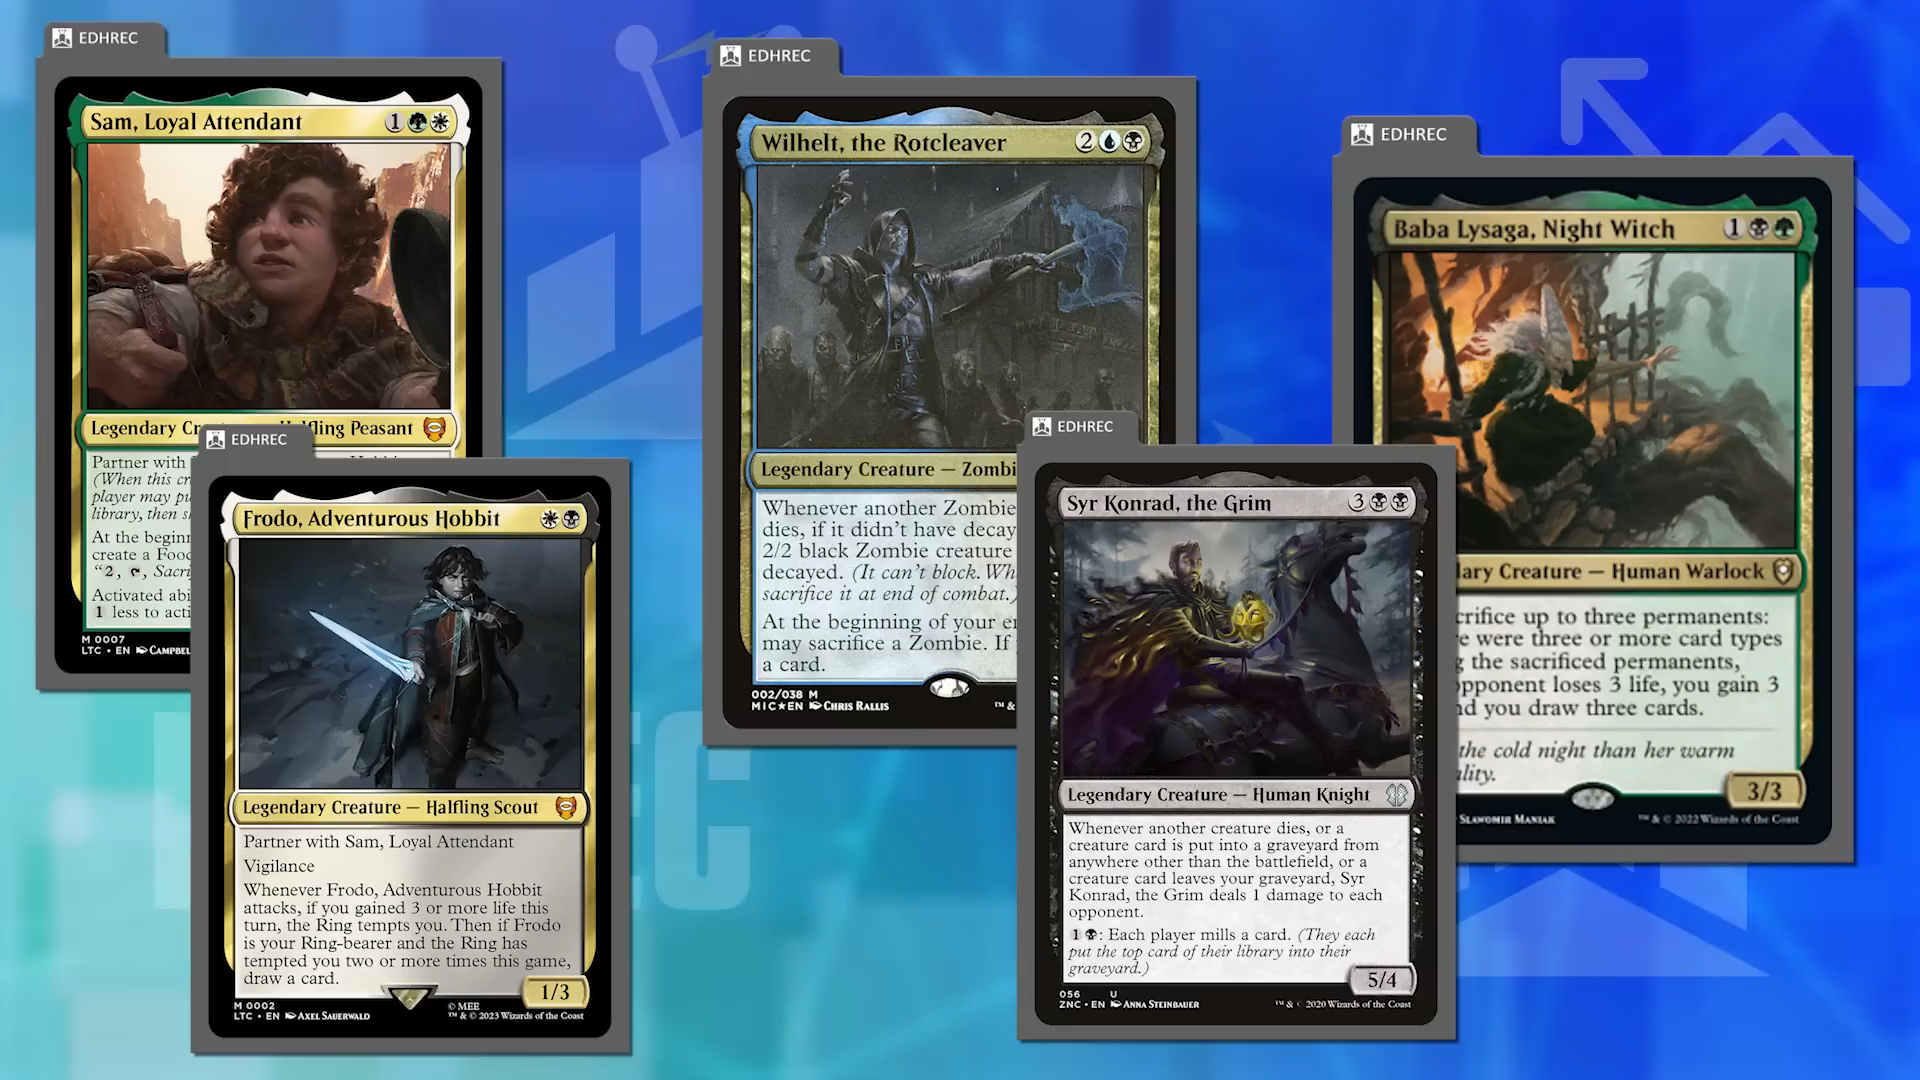 EDHREC
Sam, Loyal Attendant 1
Legendary Cr
lfling Peasant
Partner with
(When this cr
player may pu
library, then s
At the beginn
create a Food
"2, , Sacri
Activated abi
1 less to acti
M 0007
LTC • EN CAMPBEL
EDHREC
Frodo, Adventurous Hobbit
Legendary Creature — Halfling Scout
Partner with Sam, Loyal Attendant
Vigilance
Whenever Frodo, Adventurous Hobbit
attacks, if you gained 3 or more life this
turn, the Ring tempts you. Then if Frodo
is your Ring-bearer and the Ring has
tempted you two or more times this game,
draw a card.
1/3
M 0002
LTC • EN AXEL SAUERWALD
© MEE
™ & © 2023 Wizards of the Coast
EDHREC
Wilhelt, the Rotcleaver 2
Legendary Creature — Zombi
Whenever another Zombie
dies, if it didn't have decay
2/2 black Zombie creature
decayed. (It can't block. Wh
sacrifice it at end of combat.)
At the beginning of your en
may sacrifice a Zombie. If
a card.
002/038 M
MIC★EN CHRIS RALLIS
™ &
EDHREC
Syr Konrad, the Grim 3
Legendary Creature — Human Knight
Whenever another creature dies, or a
creature card is put into a graveyard from
anywhere other than the battlefield, or a
creature card leaves your graveyard, Syr
Konrad, the Grim deals 1 damage to each
opponent.
1 : Each player mills a card. (They each
put the top card of their library into their
graveyard.)
5/4
056 U
ZNC • EN ANNA STEINBAUER
™ & © 2020 Wizards of the Coast
EDHREC
Baba Lysaga, Night Witch 1
dary Creature — Human Warlock
crifice up to three permanents:
e were three or more card types
g the sacrificed permanents,
pponent loses 3 life, you gain 3
nd you draw three cards.
the cold night than her warm
ality.
3/3
SLAWOMIR MANIAK
™ & © 2022 Wizards of the Coast
EC